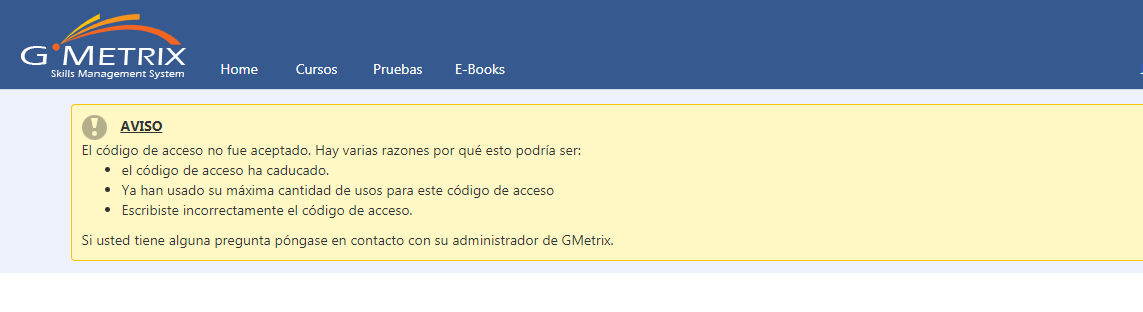 G METRIX
Skills Management System
Home Cursos Pruebas E-Books
AVISO
El código de acceso no fue aceptado. Hay varias razones por qué esto podría ser:
el código de acceso ha caducado.
Ya han usado su máxima cantidad de usos para este código de acceso
Escribiste incorrectamente el código de acceso.
Si usted tiene alguna pregunta póngase en contacto con su administrador de GMetrix.